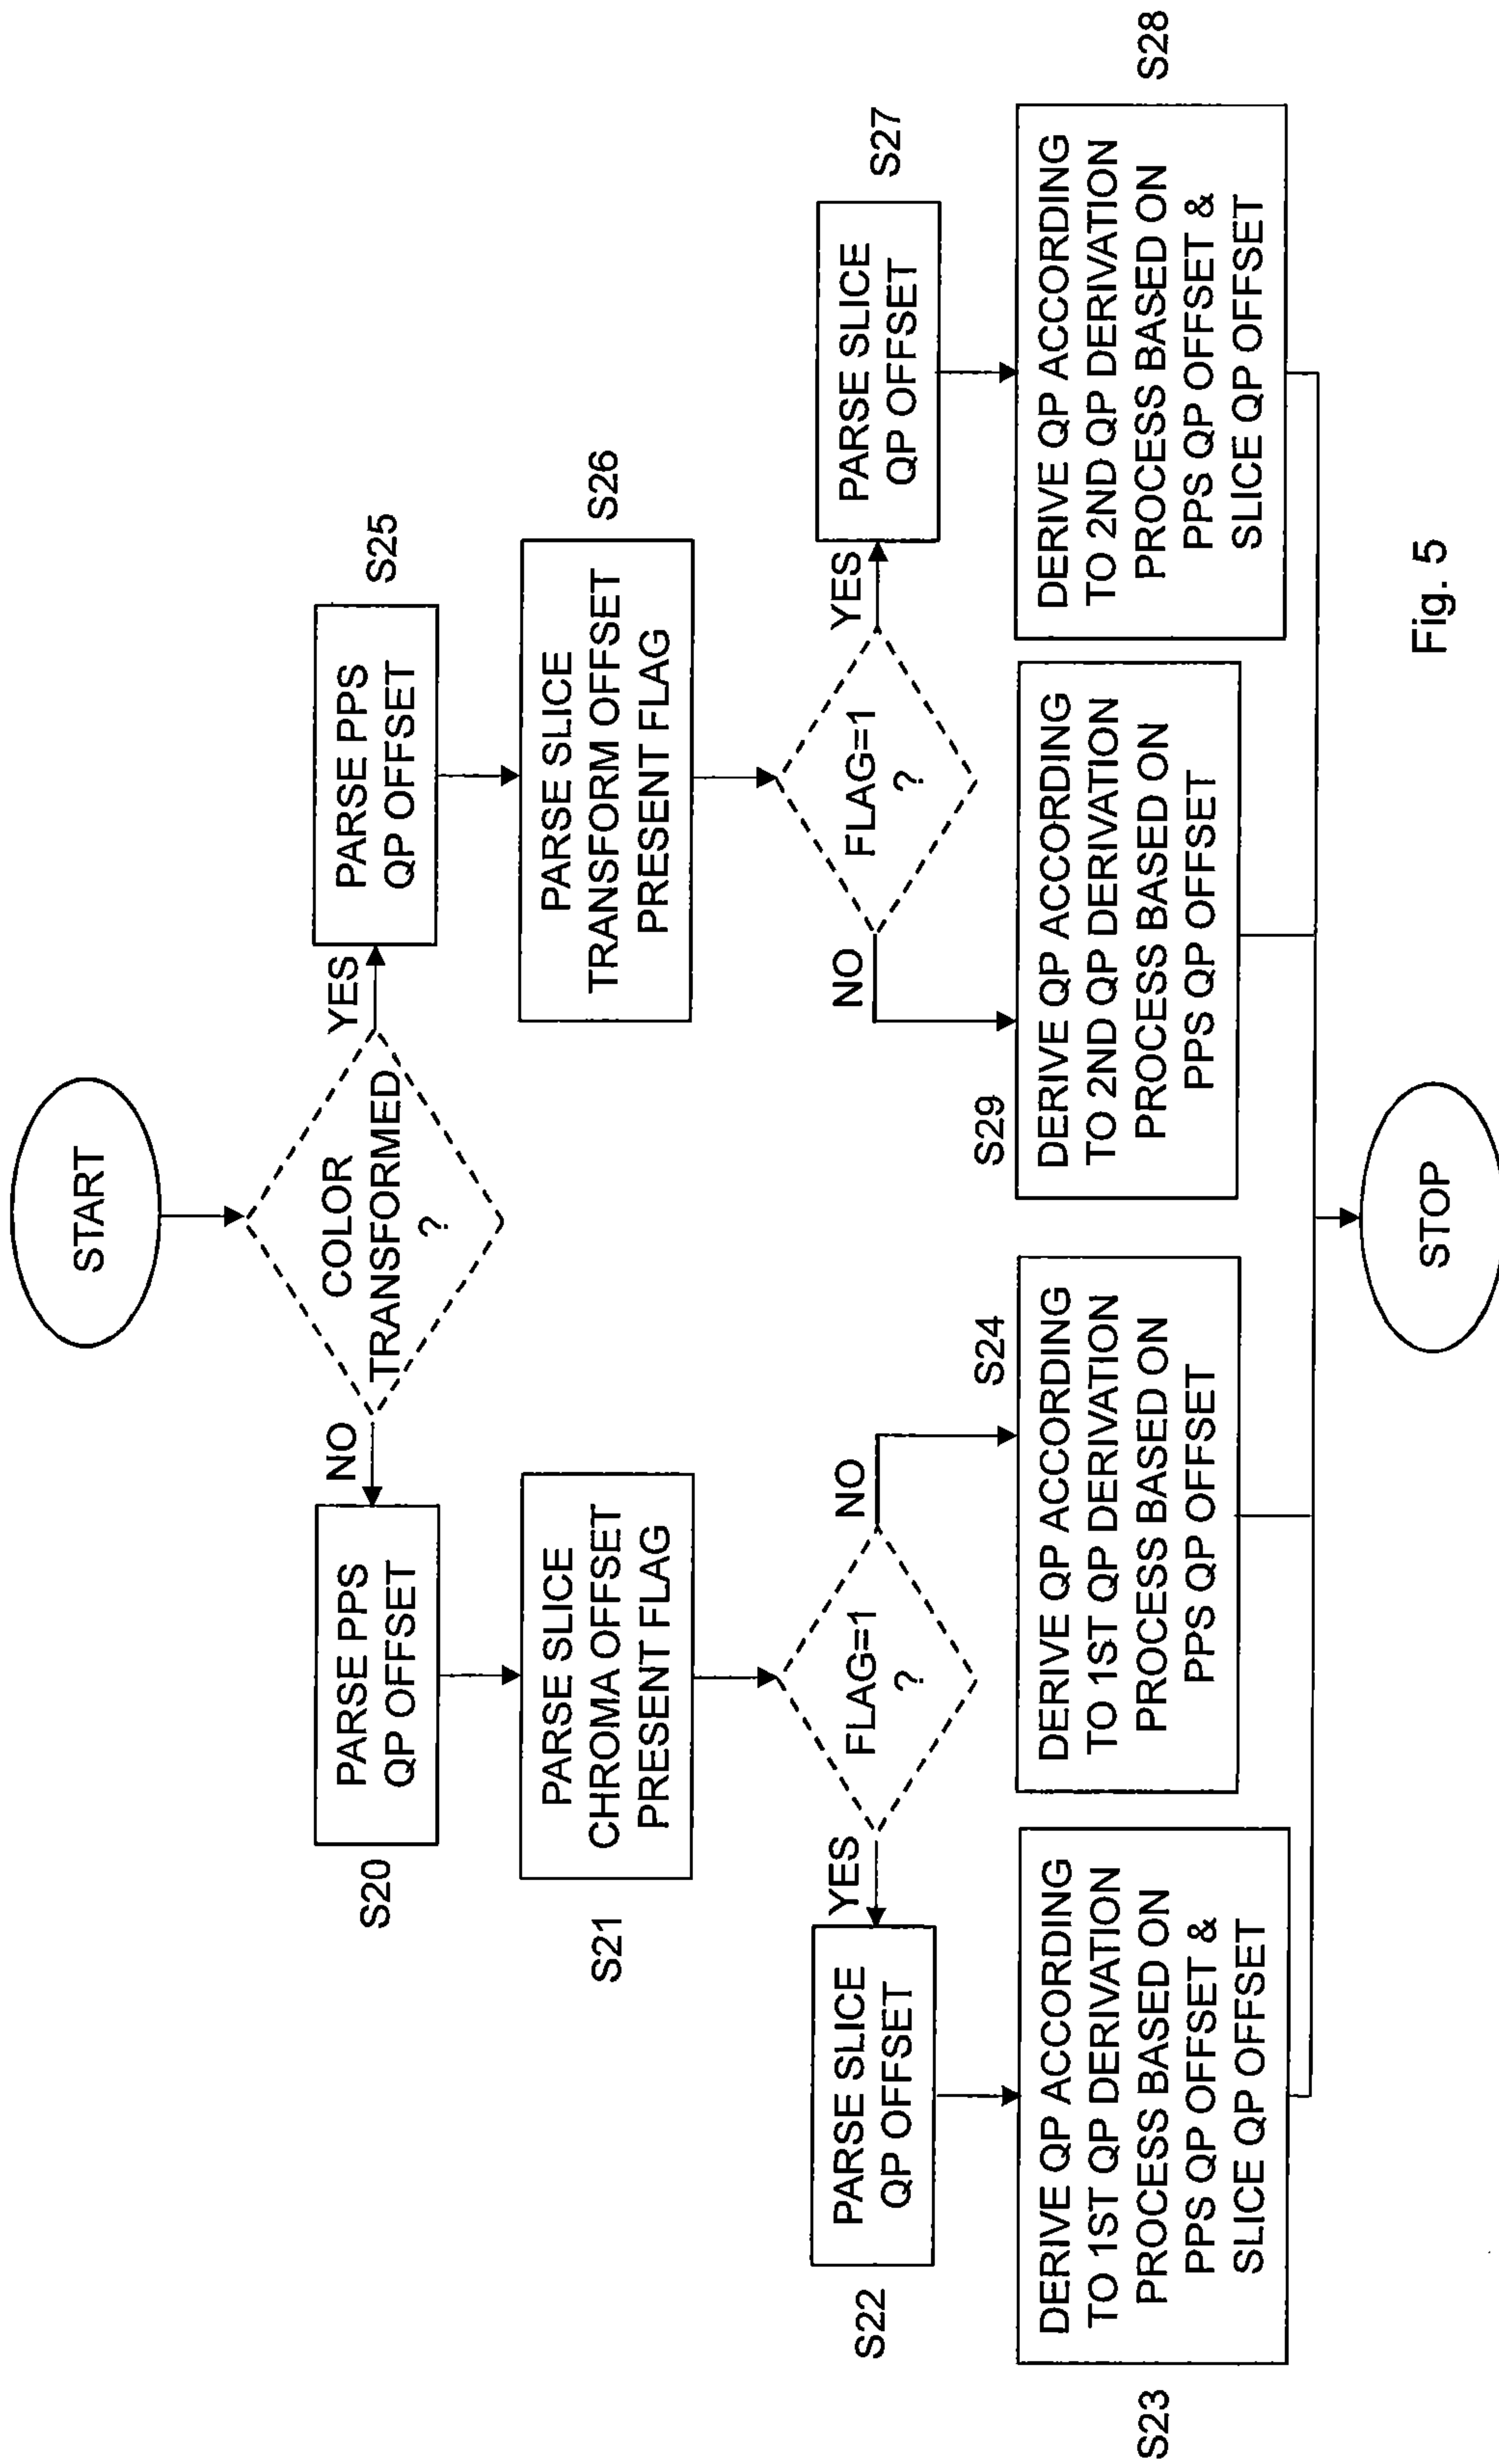 START
COLOR
TRANSFORMED
?
NO
YES
S20
PARSE PPS
QP OFFSET
PARSE PPS
QP OFFSET
S25
S21
PARSE SLICE
CHROMA OFFSET
PRESENT FLAG
PARSE SLICE
TRANSFORM OFFSET
PRESENT FLAG
S26
YES
FLAG=1
?
NO
NO
FLAG=1
?
YES
S22
PARSE SLICE
QP OFFSET
PARSE SLICE
QP OFFSET
S27
S23
DERIVE QP ACCORDING
TO 1ST QP DERIVATION
PROCESS BASED ON
PPS QP OFFSET &
SLICE QP OFFSET
S24
DERIVE QP ACCORDING
TO 1ST QP DERIVATION
PROCESS BASED ON
PPS QP OFFSET
S29
DERIVE QP ACCORDING
TO 2ND QP DERIVATION
PROCESS BASED ON
PPS QP OFFSET
DERIVE QP ACCORDING
TO 2ND QP DERIVATION
PROCESS BASED ON
PPS QP OFFSET &
SLICE QP OFFSET
S28
STOP
Fig. 5